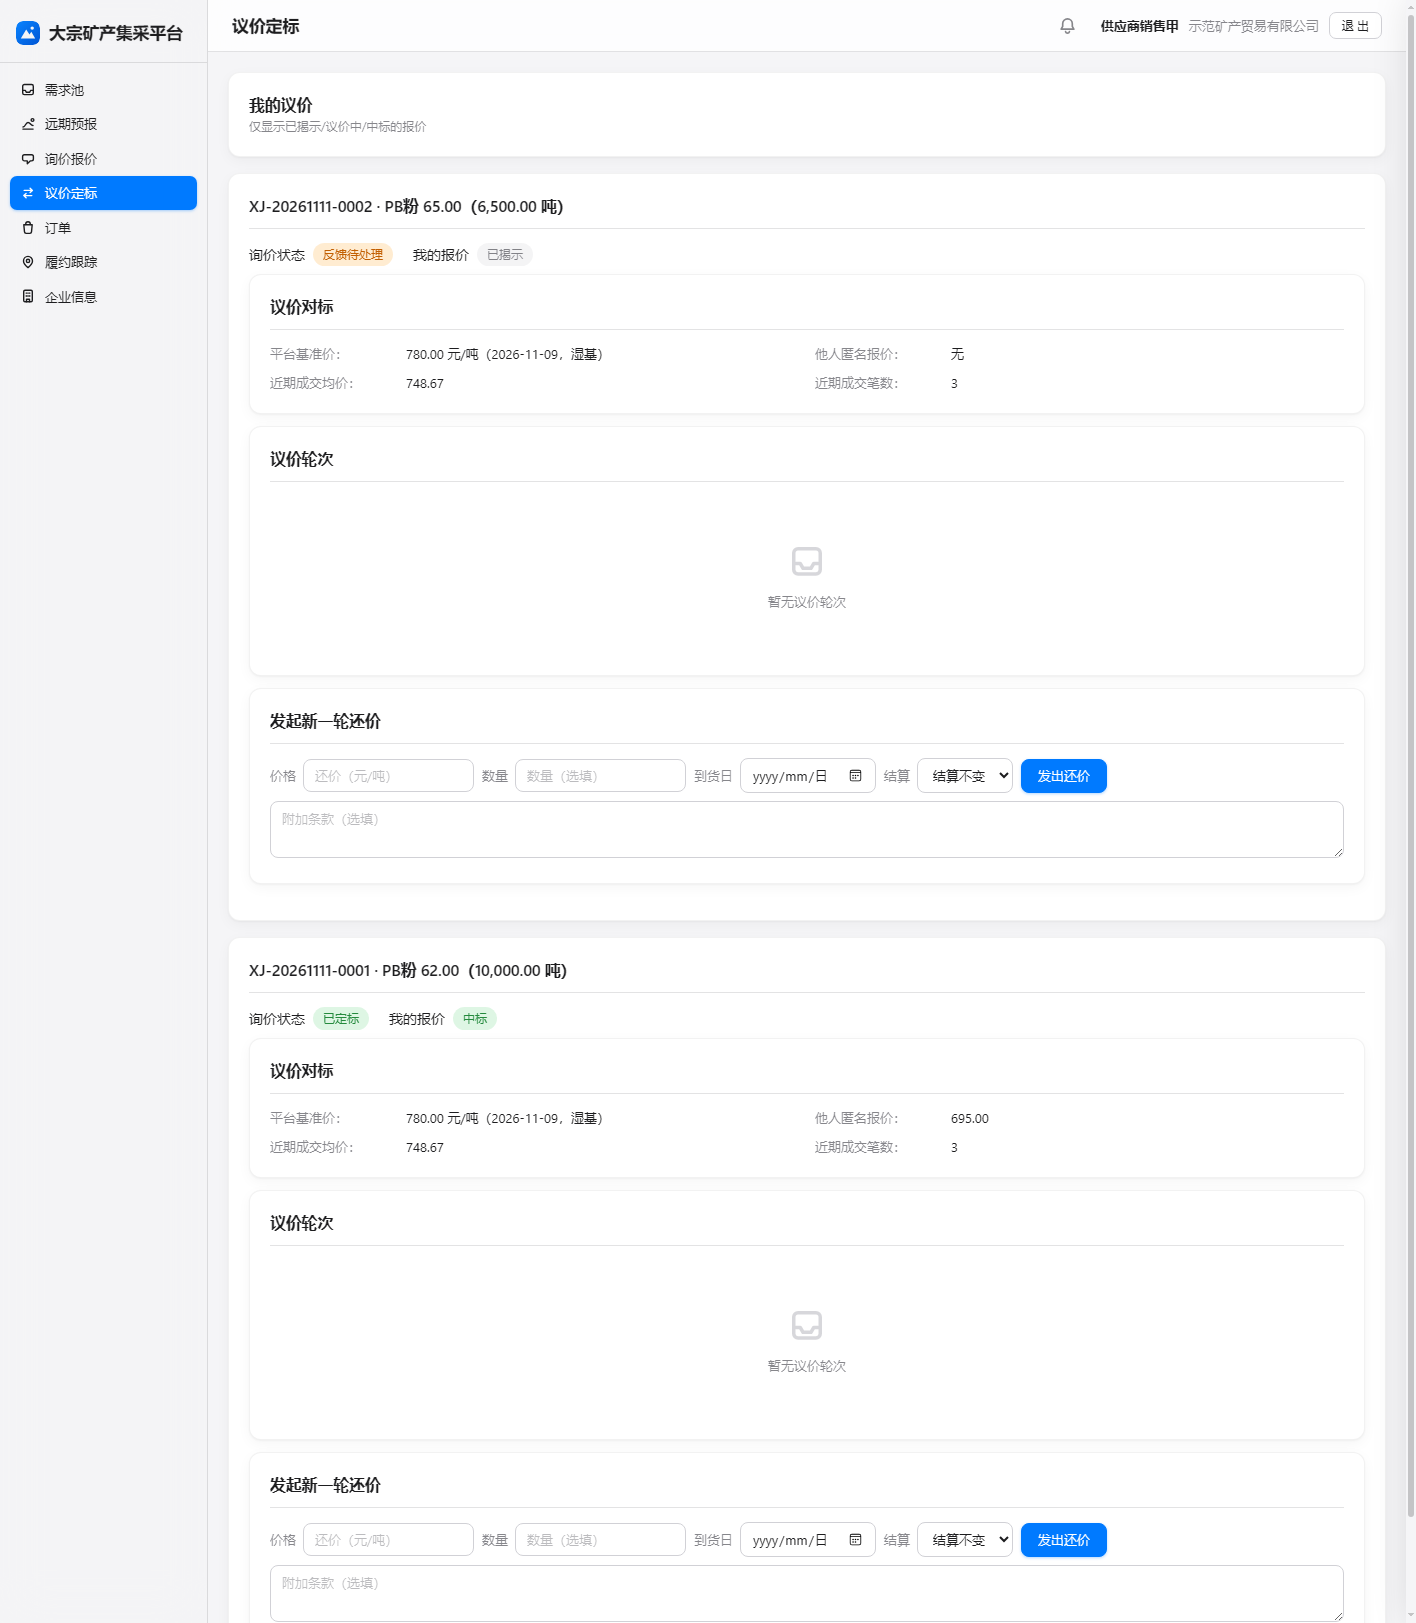 大宗矿产集采平台
需求池
远期预报
询价报价
议价定标
订单
履约跟踪
企业信息
议价定标
供应商销售甲 示范矿产贸易有限公司 退 出
我的议价
仅显示已揭示/议价中/中标的报价
XJ-20261111-0002 · PB粉 65.00（6,500.00 吨）
询价状态 反馈待处理 我的报价 已揭示
议价对标
平台基准价： 780.00 元/吨（2026-11-09，湿基） 他人匿名报价： 无
近期成交均价： 748.67 近期成交笔数： 3
议价轮次
暂无议价轮次
发起新一轮还价
价格 还价（元/吨） 数量 数量（选填） 到货日 yyyy/mm/日 结算 结算不变 发出还价
附加条款（选填）
XJ-20261111-0001 · PB粉 62.00（10,000.00 吨）
询价状态 已定标 我的报价 中标
议价对标
平台基准价： 780.00 元/吨（2026-11-09，湿基） 他人匿名报价： 695.00
近期成交均价： 748.67 近期成交笔数： 3
议价轮次
暂无议价轮次
发起新一轮还价
价格 还价（元/吨） 数量 数量（选填） 到货日 yyyy/mm/日 结算 结算不变 发出还价
附加条款（选填）